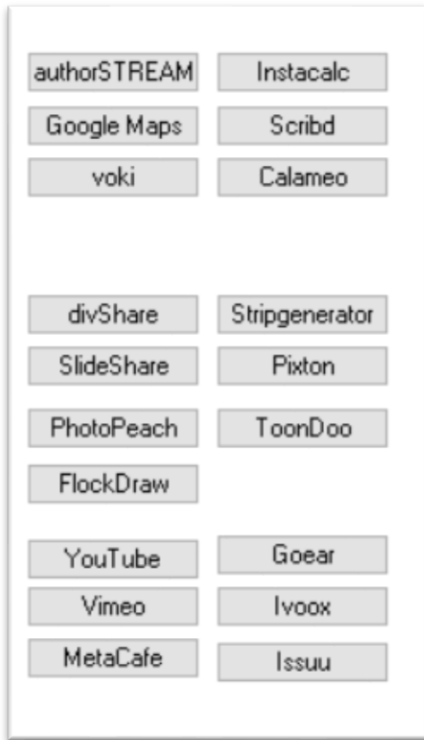 authorSTREAM Instacalc
Google Maps Scribd
voki Calameo
divShare Stripgenerator
SlideShare Pixton
PhotoPeach ToonDoo
FlockDraw
YouTube Goear
Vimeo Ivoox
MetaCafe Issuu